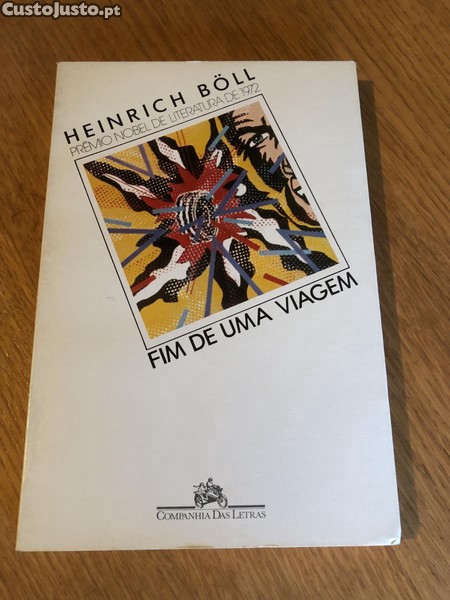 CustoJusto.pt
HEINRICH BÖLL
PRÊMIO NOBEL DE LITERATURA DE 1972
FIM DE UMA VIAGEM
COMPANHIA DAS LETRAS